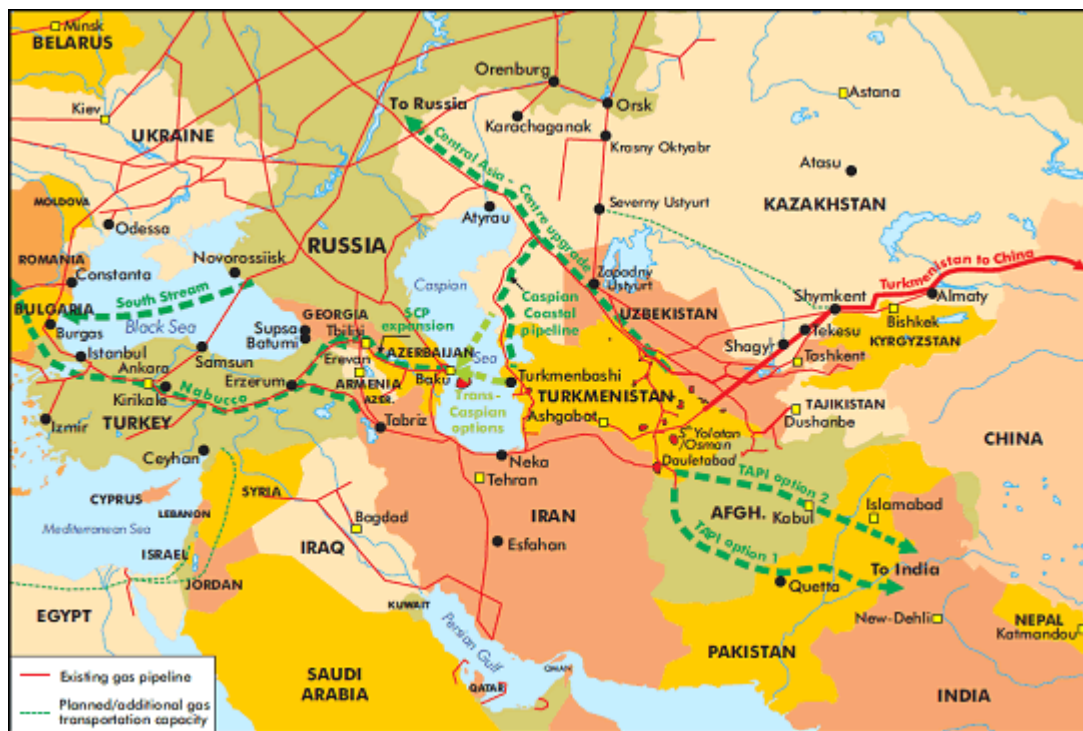 Minsk
BELARUS
Kiev
UKRAINE
MOLDOVA
Odessa
ROMANIA
Constanta
BULGARIA
Burgas
Istanbul
Ankara
Kirikala
Izmir
TURKEY
Nabucco
South Stream
Black Sea
Novorossiisk
RUSSIA
Supsa
Batumi
Samsun
Erzerum
GEORGIA
Tbilisi
SCP
expansion
AZERBAIJAN
Erevan
ARMENIA
AZER.
Baku
Tabriz
Ceyhan
CYPRUS
Mediterranean Sea
LEBANON
SYRIA
ISRAEL
JORDAN
EGYPT
Bagdad
IRAQ
KUWAIT
SAUDI
ARABIA
Persian Gulf
QATAR
OMAN
To Russia
Orenburg
Orsk
Karachaganak
Krasny Oktyabr
Astana
Atasu
KAZAKHSTAN
Central Asia - Centre upgrade
Severny Ustyurt
Atyrau
Caspian
Sea
Caspian
Coastal
pipeline
Trans-
Caspian
options
Zapadny
Ustyurt
UZBEKISTAN
Turkmenistan to China
Shymkent
Almaty
Bishkek
KYRGYZSTAN
Tekesu
Shagyr
Tashkent
Turkmenbashi
TURKMENISTAN
Ashgabat
TAJIKISTAN
Dushanbe
CHINA
Yolotan
/Osman
Dauletabad
Neka
Tehran
IRAN
Esfahan
TAPI option 2
AFGH.
Kabul
Islamabad
TAPI option 1
To India
Quetta
New-Dehli
NEPAL
Katmandou
PAKISTAN
INDIA
Existing gas pipeline
Planned/additional gas
transportation capacity